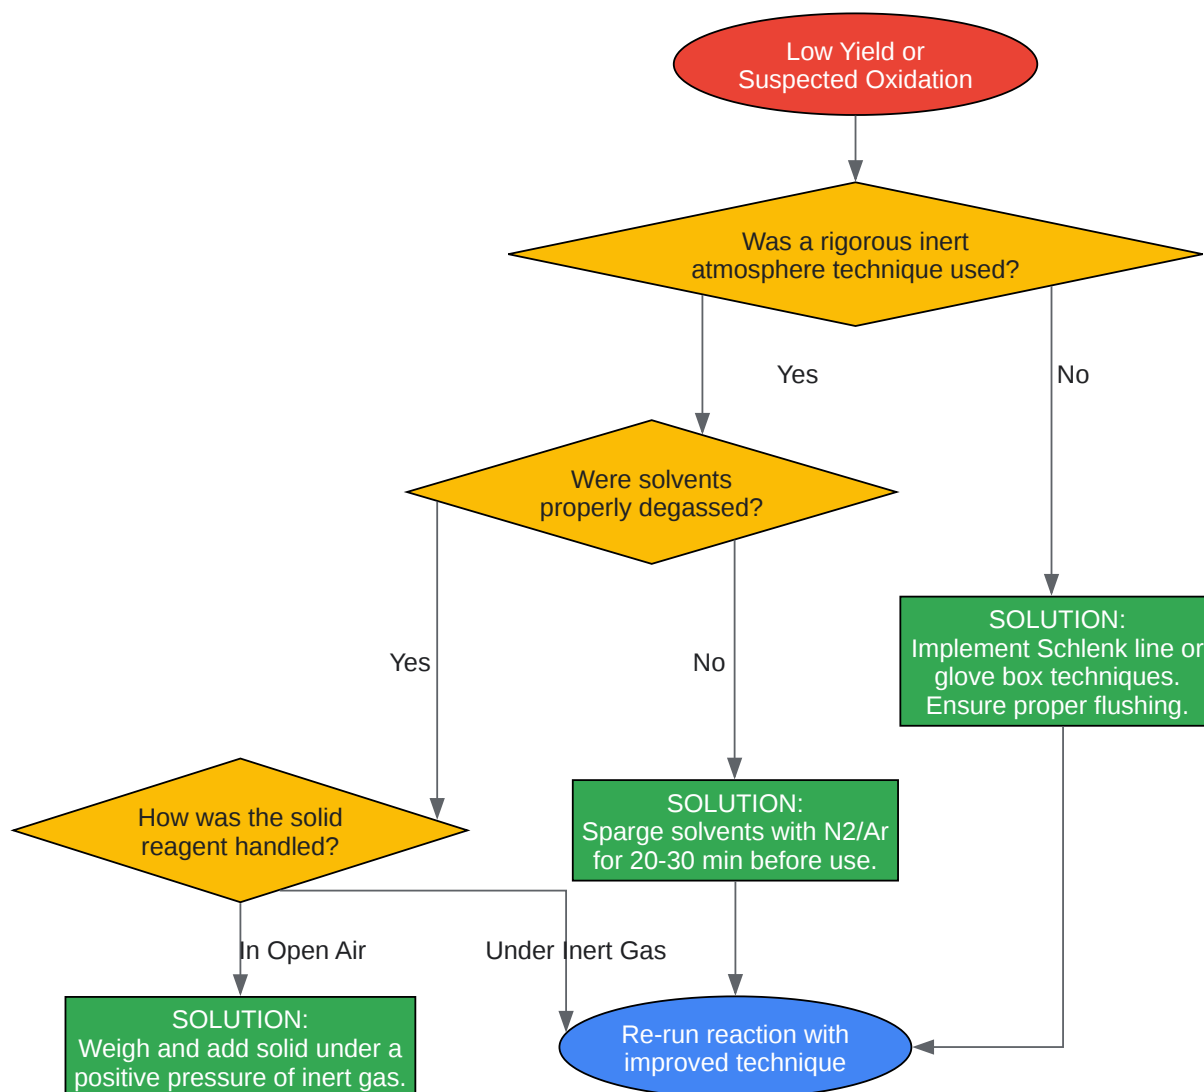 Low Yield or
Suspected Oxidation
Was a rigorous inert
atmosphere technique used?
Yes
No
Were solvents
properly degassed?
SOLUTION:
Implement Schlenk line or
glove box techniques.
Ensure proper flushing.
Yes
No
How was the solid
reagent handled?
SOLUTION:
Sparge solvents with N2/Ar
for 20-30 min before use.
In Open Air
Under Inert Gas
SOLUTION:
Weigh and add solid under a
positive pressure of inert gas.
Re-run reaction with
improved technique